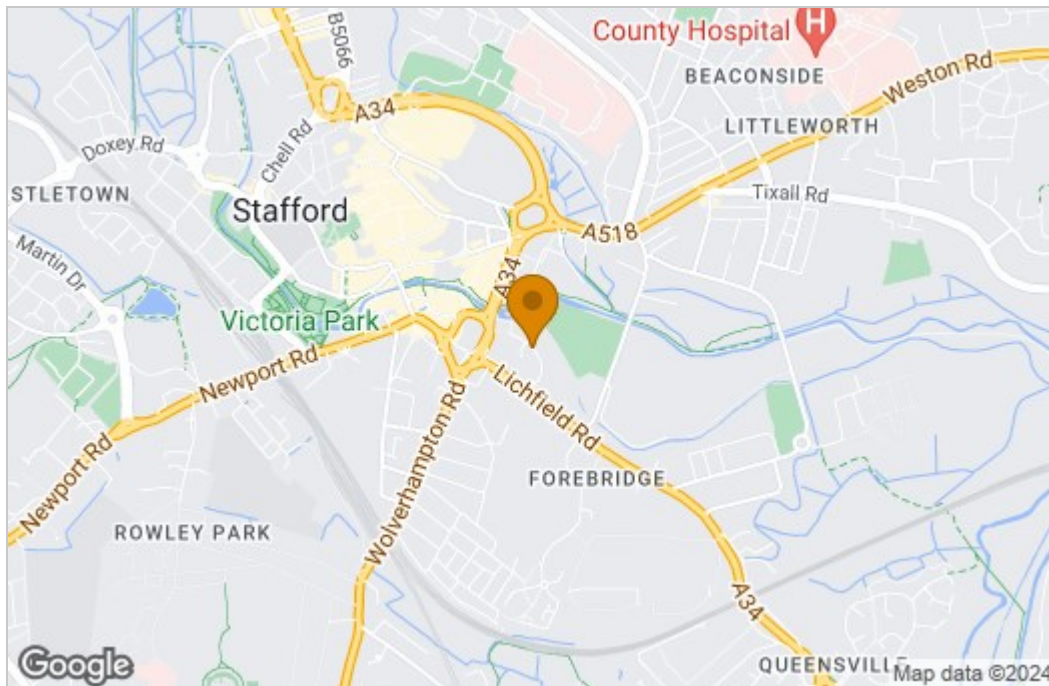 County Hospital
H
BEACONSIDE
B5066
Weston Rd
A34
LITTLEWORTH
Chell Rd
Doxey Rd
STLETOWN
Tixall Rd
Stafford
A518
Martin Dr
A34
Victoria Park
Newport Rd
Lichfield Rd
Wolverhampton Rd
FOREBRIDGE
Newport Rd
ROWLEY PARK
A34
QUEENSVILLE
Google
Map data ©2024